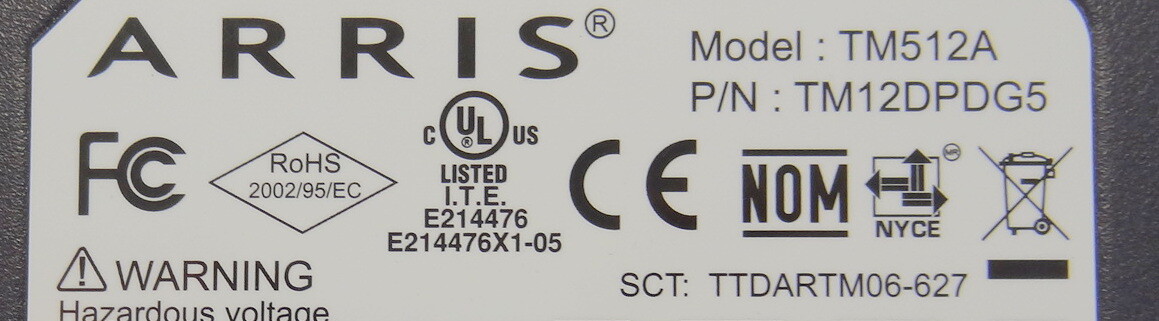 ARRIS®
Model : TM512A
P/N : TM12DPDG5
FC
RoHS
2002/95/EC
C UL® US
LISTED
I.T.E.
E214476
E214476X1-05
CE
NOM
NYCE
SCT: TTDARTM06-627
WARNING
Hazardous voltage